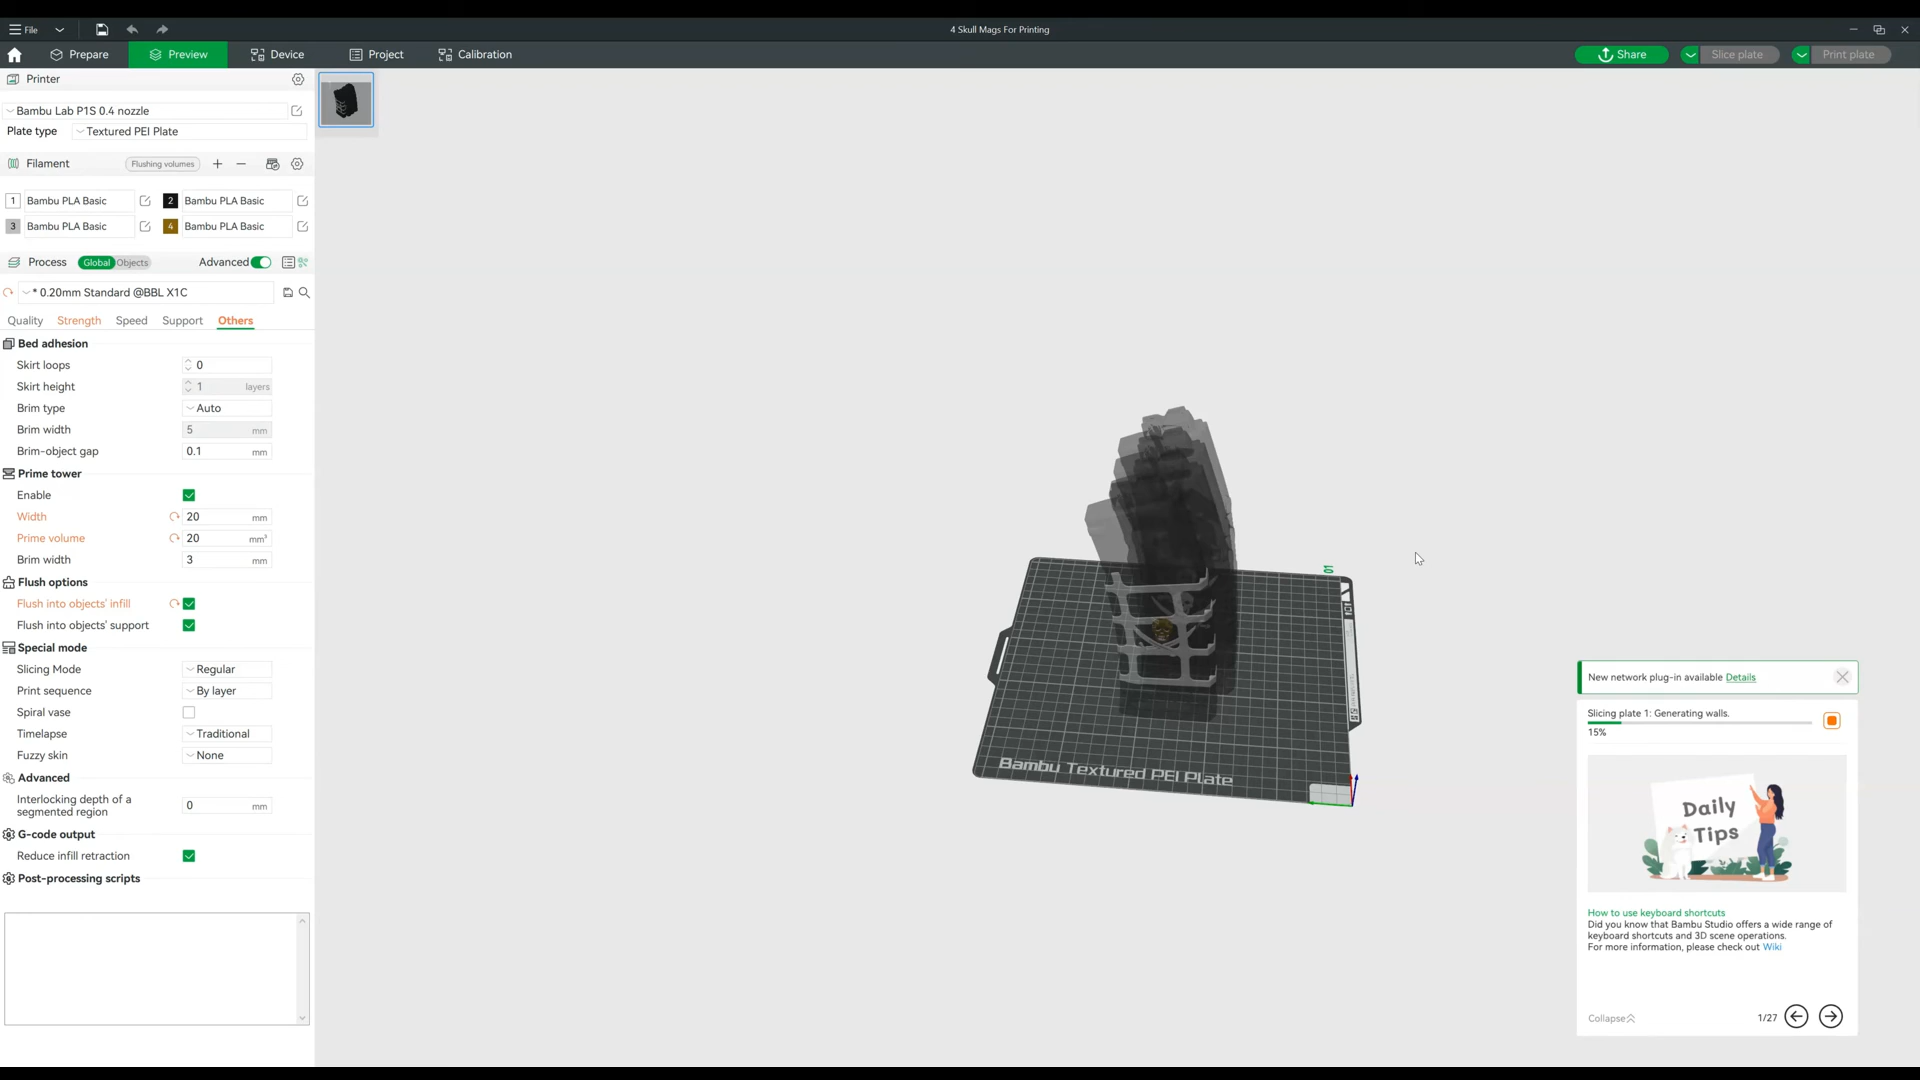 File
4 Skull Mags For Printing
Prepare
Preview
Device
Project
Calibration
Share
Slice plate
Print plate
Printer
Bambu Lab P1S 0.4 nozzle
Plate type
Textured PEI Plate
Filament
Flushing volumes
1 Bambu PLA Basic
2 Bambu PLA Basic
3 Bambu PLA Basic
4 Bambu PLA Basic
Process
Global
Objects
Advanced
* 0.20mm Standard @BBL X1C
Quality
Strength
Speed
Support
Others
Bed adhesion
Skirt loops 0
Skirt height 1 layers
Brim type Auto
Brim width 5 mm
Brim-object gap 0.1 mm
Prime tower
Enable
Width 20 mm
Prime volume 20 mm³
Brim width 3 mm
Flush options
Flush into objects' infill
Flush into objects' support
Special mode
Slicing Mode Regular
Print sequence By layer
Spiral vase
Timelapse Traditional
Fuzzy skin None
Advanced
Interlocking depth of a
segmented region 0 mm
G-code output
Reduce infill retraction
Post-processing scripts
01
Bambu Textured PEI Plate
New network plug-in available Details
Slicing plate 1: Generating walls.
15%
Daily
Tips
How to use keyboard shortcuts
Did you know that Bambu Studio offers a wide range of
keyboard shortcuts and 3D scene operations.
For more information, please check out Wiki
Collapse
1/27